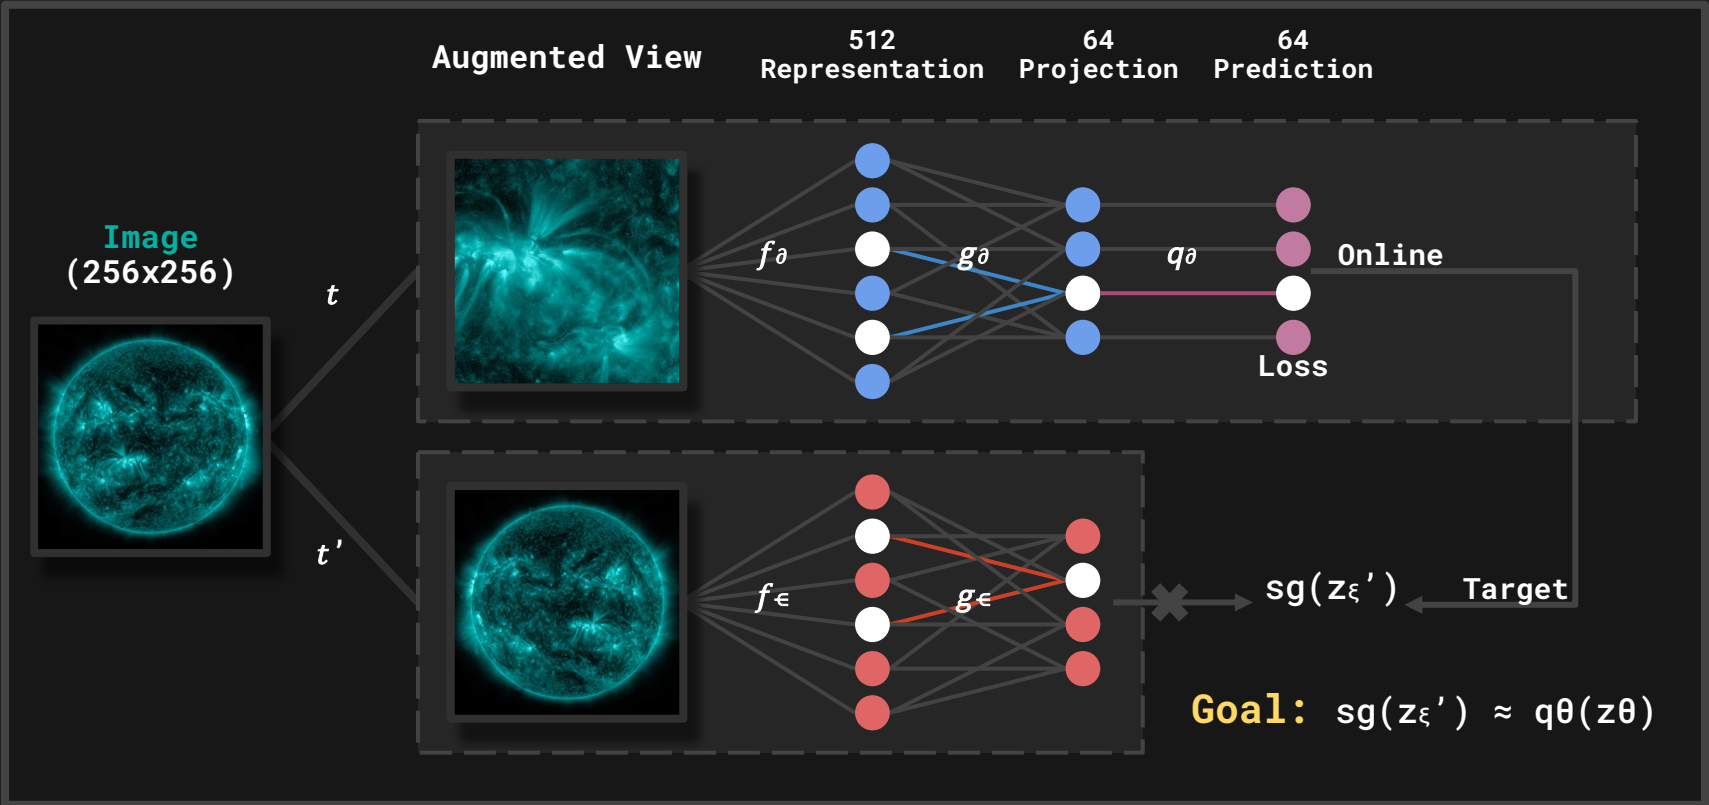 Augmented View
512
Representation
64
Projection
64
Prediction
Image
(256x256)
t
t’
f∂
g∂
q∂
Online
Loss
f∊
g∊
sg(zξ’)
Target
Goal: sg(zξ’) ≈ qθ(zθ)